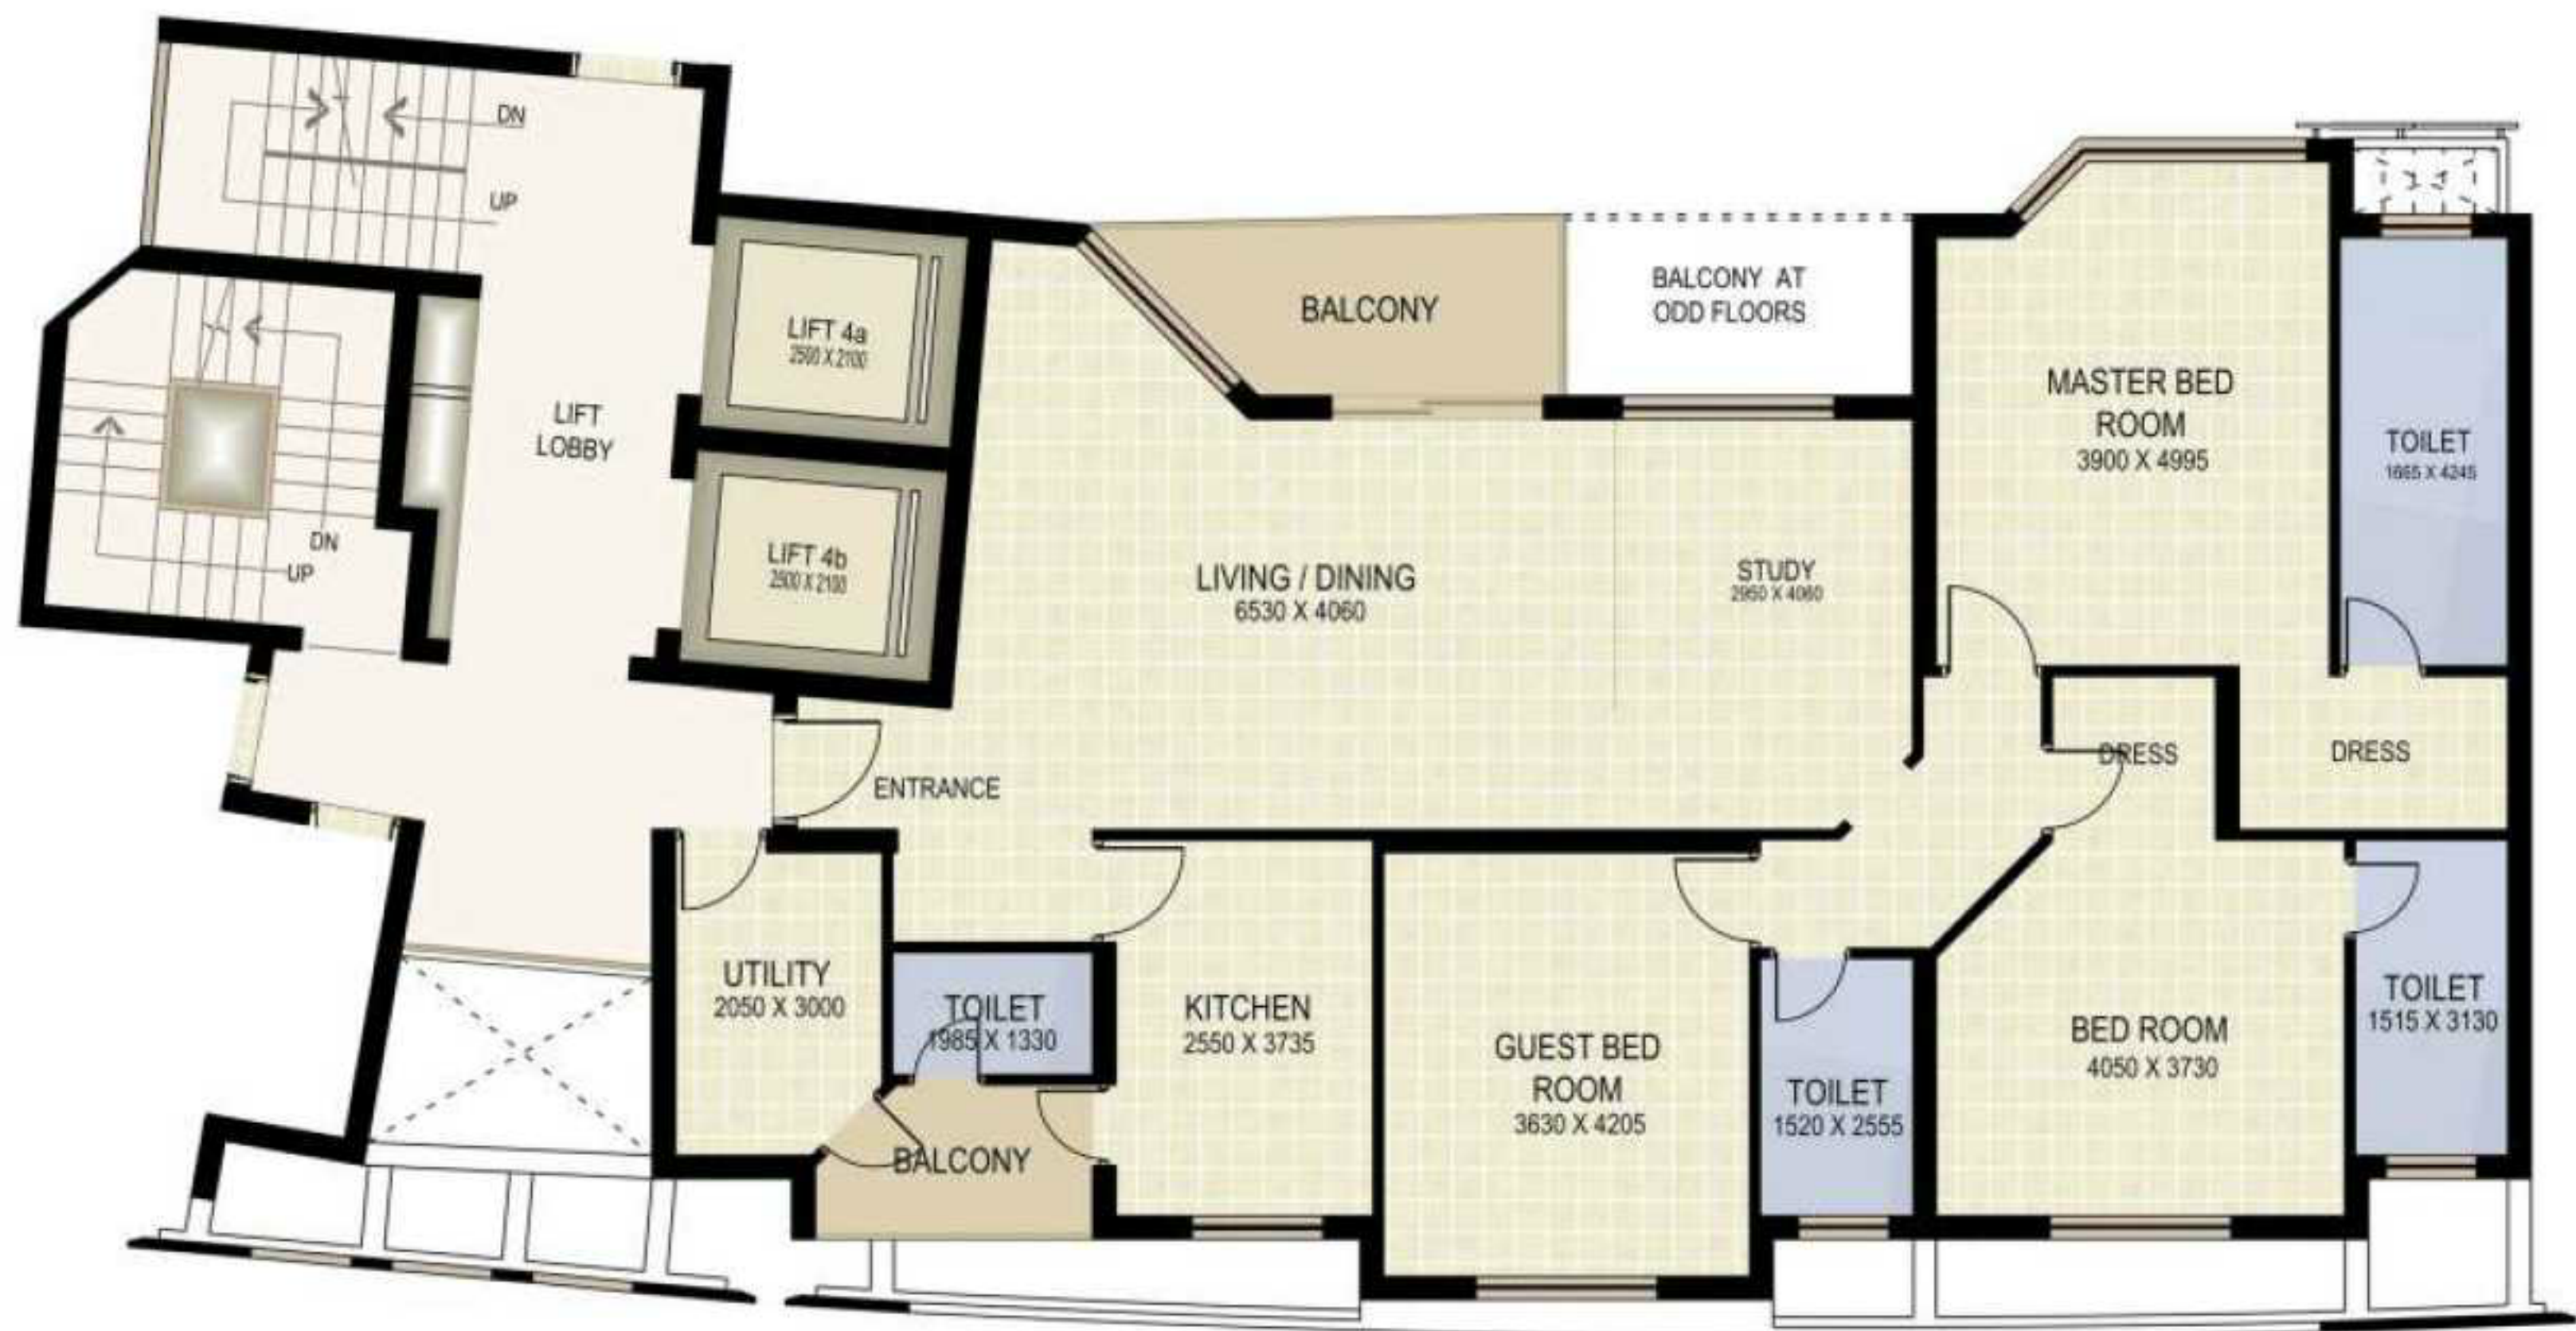 DN
UP
DN
UP
LIFT
LOBBY
LIFT 4a
2500 X 2100
LIFT 4b
2500 X 2100
BALCONY
BALCONY AT
ODD FLOORS
LIVING / DINING
6530 X 4060
STUDY
2950 X 4060
MASTER BED
ROOM
3900 X 4995
TOILET
1665 X 4245
ENTRANCE
DRESS
DRESS
UTILITY
2050 X 3000
TOILET
1985 X 1330
BALCONY
KITCHEN
2550 X 3735
GUEST BED
ROOM
3630 X 4205
TOILET
1520 X 2555
BED ROOM
4050 X 3730
TOILET
1515 X 3130